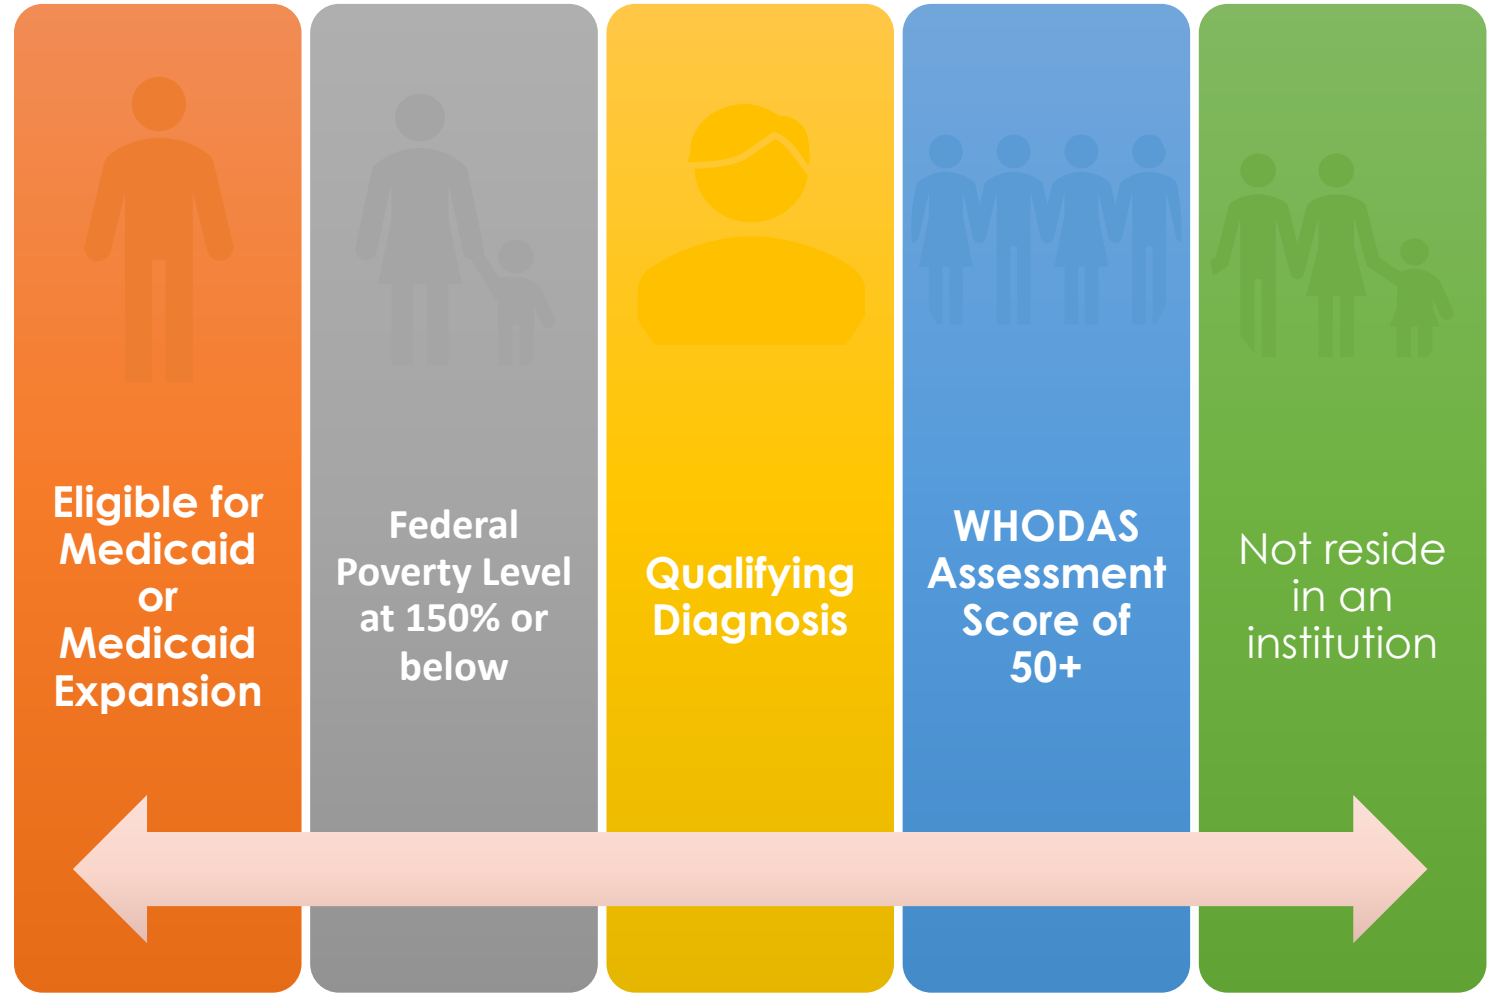 Eligible for
Medicaid
or
Medicaid
Expansion
Federal
Poverty Level
at 150% or
below
Qualifying
Diagnosis
WHODAS
Assessment
Score of
50+
Not reside
in an
institution